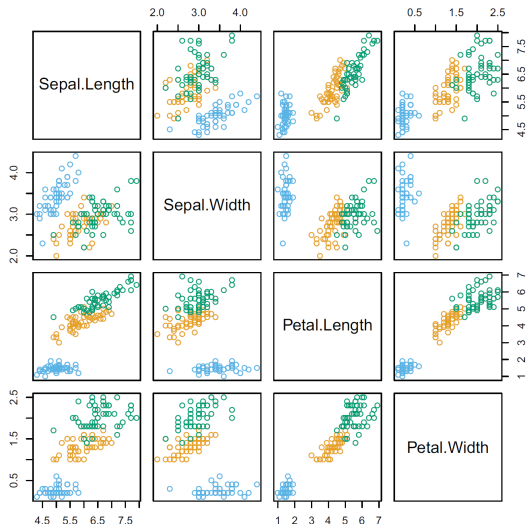 2.0 3.0 4.0 0.5 1.5 2.5
Sepal.Length
4.5 5.5 6.5 7.5
2.0 3.0 4.0
Sepal.Width
Petal.Length
1 2 3 4 5 6 7
0.5 1.5 2.5
Petal.Width
4.5 5.5 6.5 7.5 1 2 3 4 5 6 7